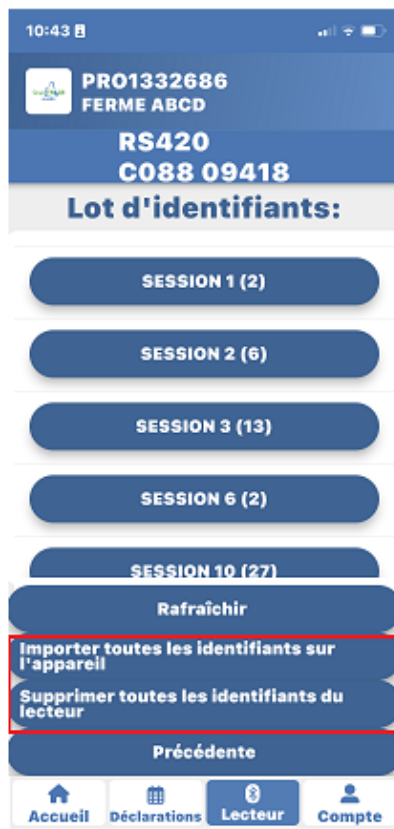 10:43
PRO1332686
FERME ABCD
RS420
C088 09418
Lot d'identifiants:
SESSION 1 (2)
SESSION 2 (6)
SESSION 3 (13)
SESSION 6 (2)
SESSION 10 (27)
Rafraîchir
Importer toutes les identifiants sur
l'appareil
Supprimer toutes les identifiants du
lecteur
Précédente
Accueil Déclarations Lecteur Compte